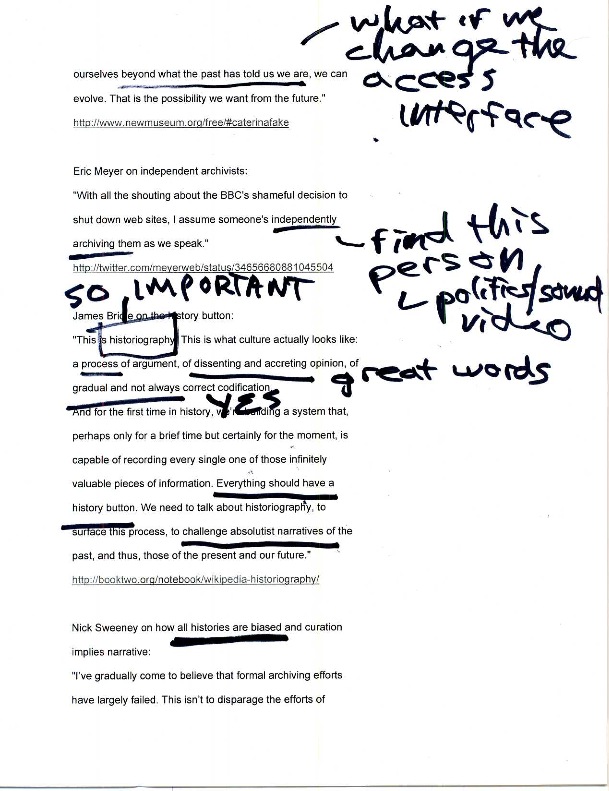 what if we
change the
access
interface
ourselves beyond what the past has told us we are, we can
evolve. That is the possibility we want from the future."
http://www.newmuseum.org/free/#caterinafake
Eric Meyer on independent archivists:
"With all the shouting about the BBC's shameful decision to
shut down web sites, I assume someone's independently
archiving them as we speak."
find this
person
politics/sound
video
http://twitter.com/meyerweb/status/34656680881045504
SO IMPORTANT
James Bridle on the history button:
"This is historiography. This is what culture actually looks like:
a process of argument, of dissenting and accreting opinion, of
great words
gradual and not always correct codification.
YES
And for the first time in history, we're building a system that,
perhaps only for a brief time but certainly for the moment, is
capable of recording every single one of those infinitely
valuable pieces of information. Everything should have a
history button. We need to talk about historiography, to
surface this process, to challenge absolutist narratives of the
past, and thus, those of the present and our future."
http://booktwo.org/notebook/wikipedia-historiography/
Nick Sweeney on how all histories are biased and curation
implies narrative:
"I've gradually come to believe that formal archiving efforts
have largely failed. This isn't to disparage the efforts of